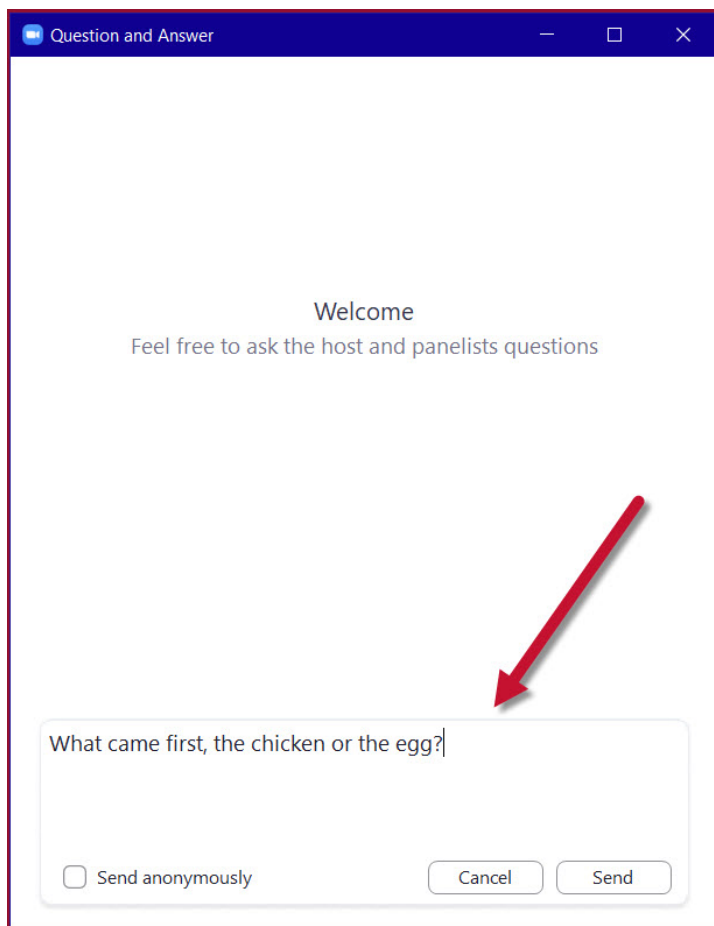 Question and Answer
Welcome
Feel free to ask the host and panelists questions
What came first, the chicken or the egg?
Send anonymously
Cancel
Send